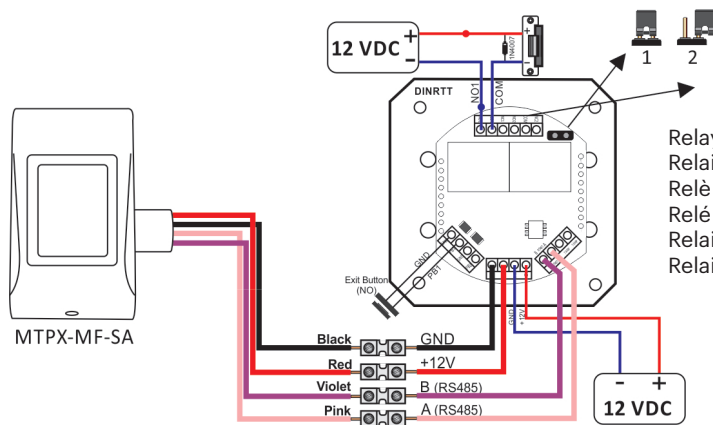 12 VDC
+
-
1N4007
+
-
1
2
DINRTT
NO1
COM
Relay
Relai
Relè
Relé
Relai
Relai
GND
PB1
Exit Button
(NO)
GND
+12V
MTPX-MF-SA
Black GND
Red +12V
Violet B (RS485)
Pink A (RS485)
- +
12 VDC